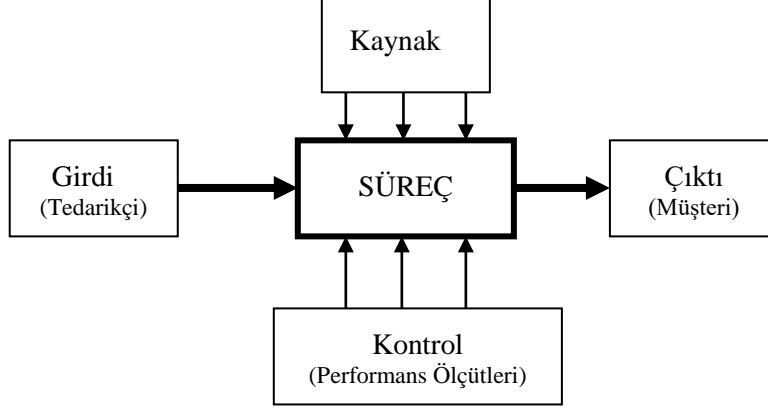 Kaynak
Girdi
(Tedarikçi)
SÜREÇ
Çıktı
(Müşteri)
Kontrol
(Performans Ölçütleri)